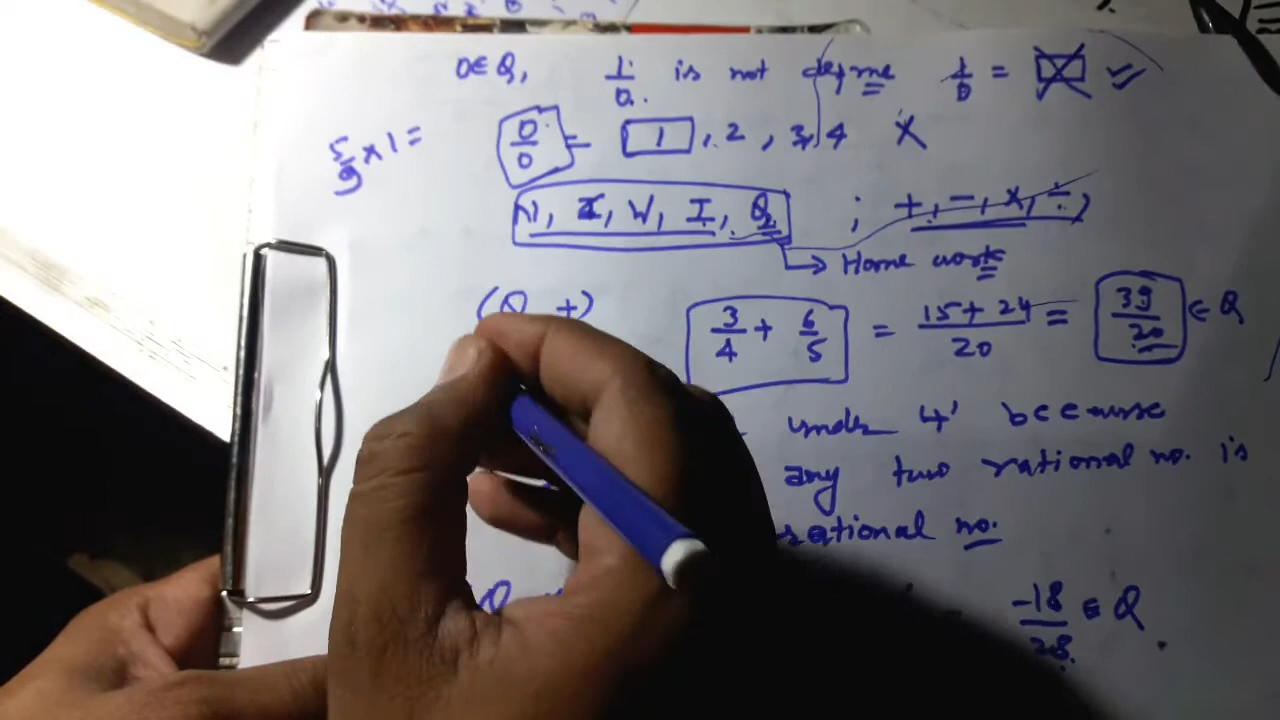 0 ∈ Q, 1/0 is not define 1/0 =
5/9 × 1 =
0/0 = 1, 2, 3, 4 ×
N, Z, W, I, Q ; +, -, ×, ÷
→ Home work
(Q +) 3/4 + 6/5 = 15+24/20 = 39/20 ∈ Q
under '+' because
any two rational no. is
rational no.
-18/28 ∈ Q